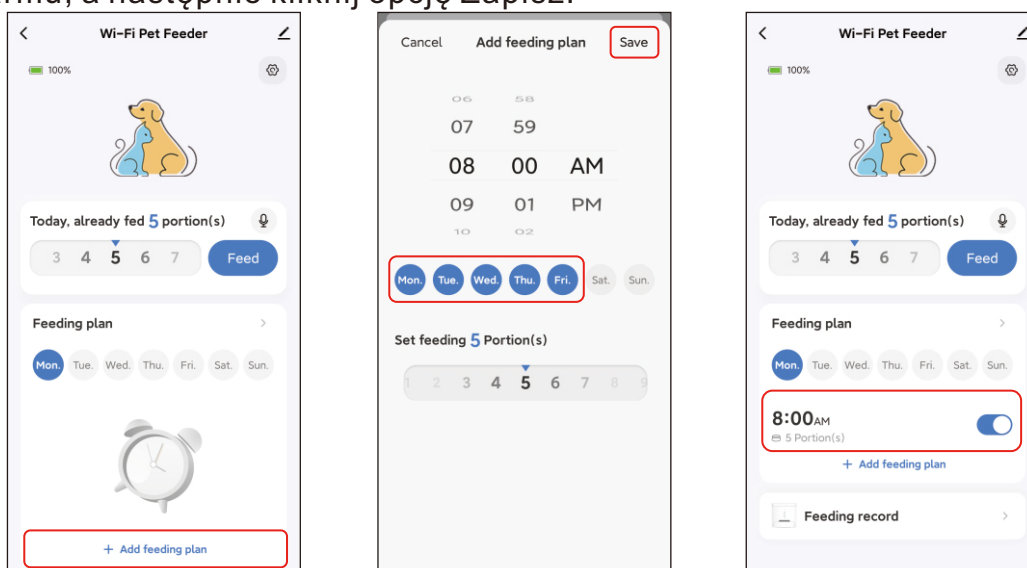 a następnie kliknij opcję Zapisz.
Wi-Fi Pet Feeder
100%
Today, already fed 5 portion(s)
3 4 5 6 7
Feed
Feeding plan
Mon. Tue. Wed. Thu. Fri. Sat. Sun.
+ Add feeding plan
Cancel Add feeding plan Save
06 58
07 59
08 00 AM
09 01 PM
10 02
Mon. Tue. Wed. Thu. Fri. Sat. Sun.
Set feeding 5 Portion(s)
1 2 3 4 5 6 7 8 9
Wi-Fi Pet Feeder
100%
Today, already fed 5 portion(s)
3 4 5 6 7
Feed
Feeding plan
Mon. Tue. Wed. Thu. Fri. Sat. Sun.
8:00AM
5 Portion(s)
+ Add feeding plan
Feeding record